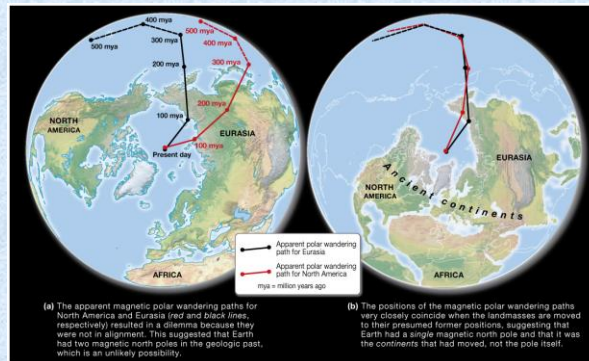 400 mya
500 mya
500 mya
300 mya
400 mya
200 mya
300 mya
100 mya
200 mya
NORTH
AMERICA
EURASIA
100 mya
Present day
AFRICA
EURASIA
NORTH
AMERICA
Ancient continents
AFRICA
Apparent polar wandering
path for Eurasia
Apparent polar wandering
path for North America
mya = million years ago
(a) The apparent magnetic polar wandering paths for
North America and Eurasia (red and black lines,
respectively) resulted in a dilemma because they
were not in alignment. This suggested that Earth
had two magnetic north poles in the geologic past,
which is an unlikely possibility.
(b) The positions of the magnetic polar wandering paths
very closely coincide when the landmasses are moved
to their presumed former positions, suggesting that
Earth had a single magnetic north pole and that it was
the continents that had moved, not the pole itself.